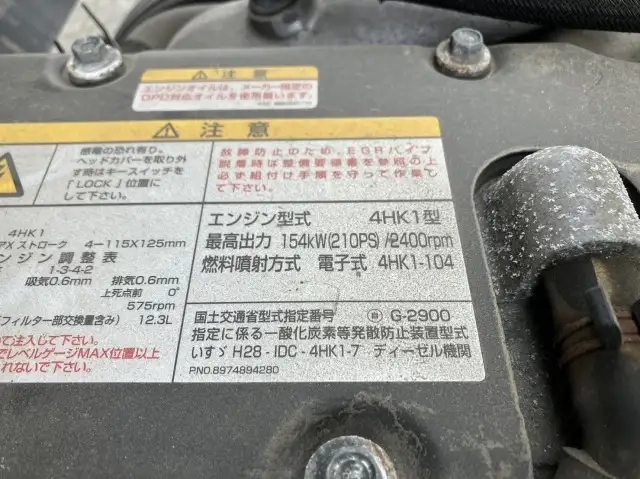 注意
エンジンオイルは、メーカー指定の
DPD対応オイルを御使用願います。
注意
感電の恐れ有り。
ヘッドカバーを取り外
す時はキースイッチを
「LOCK」位置に
して下さい。
故障防止のため、EGRパイプ
脱着時は整備要領書を参照の上
必ず組付け手順を守って作業し
て下さい。
4HK1
ストローク 4-115X125mm
ンジン調整表
1-3-4-2
吸気0.6mm 排気0.6mm
上死点前 0°
575rpm
フィルター部交換量含み) 12.3L
て注入して下さい。
でレベルゲージMAX位置以上
れないで下さい。
エンジン型式 4HK1型
最高出力 154kW(210PS)/2400rpm
燃料噴射方式 電子式 4HK1-104
国土交通省型式指定番号 G-2900
指定に係る一酸化炭素等発散防止装置型式
いすゞ H28-IDC-4HK1-7 ディーゼル機関
P.NO.8974894280